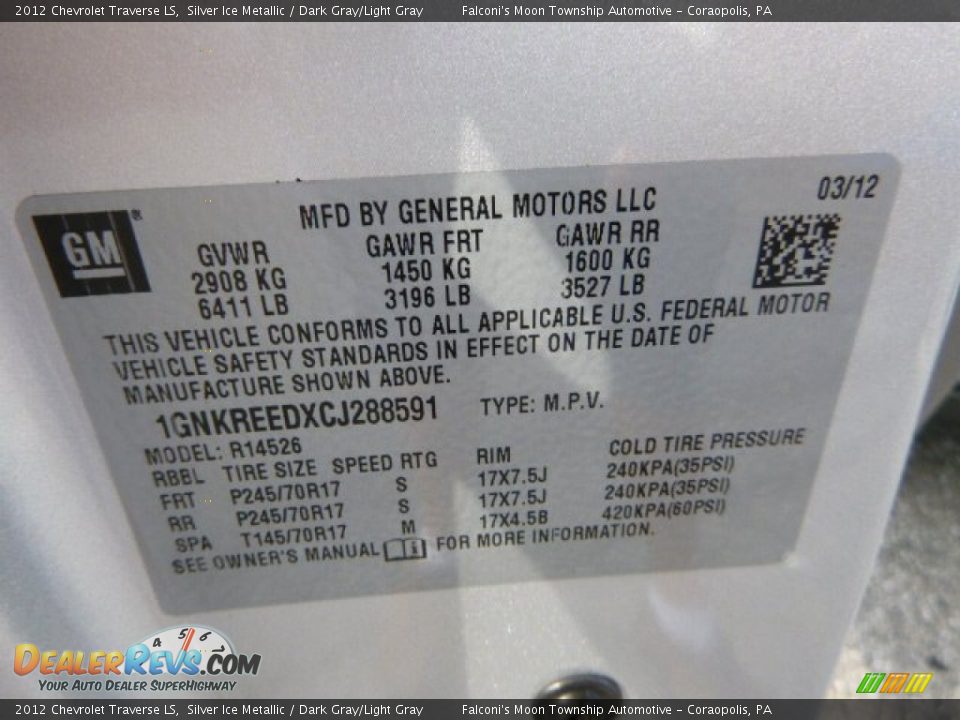 2012 Chevrolet Traverse LS, Silver Ice Metallic / Dark Gray/Light Gray Falconi's Moon Township Automotive - Coraopolis, PA
03/12
GM®
MFD BY GENERAL MOTORS LLC
GVWR GAWR FRT GAWR RR
2908 KG 1450 KG 1600 KG
6411 LB 3196 LB 3527 LB
THIS VEHICLE CONFORMS TO ALL APPLICABLE U.S. FEDERAL MOTOR
VEHICLE SAFETY STANDARDS IN EFFECT ON THE DATE OF
MANUFACTURE SHOWN ABOVE.
1GNKREEDXCJ288591 TYPE: M.P.V.
MODEL: R14526
RBBL TIRE SIZE SPEED RTG RIM COLD TIRE PRESSURE
FRT P245/70R17 S 17X7.5J 240KPA(35PSI)
RR P245/70R17 S 17X7.5J 240KPA(35PSI)
SPA T145/70R17 M 17X4.5B 420KPA(60PSI)
SEE OWNER'S MANUAL FOR MORE INFORMATION.
4 5 6
DealerRevs.com
Your Auto Dealer SuperHighway
2012 Chevrolet Traverse LS, Silver Ice Metallic / Dark Gray/Light Gray Falconi's Moon Township Automotive - Coraopolis, PA